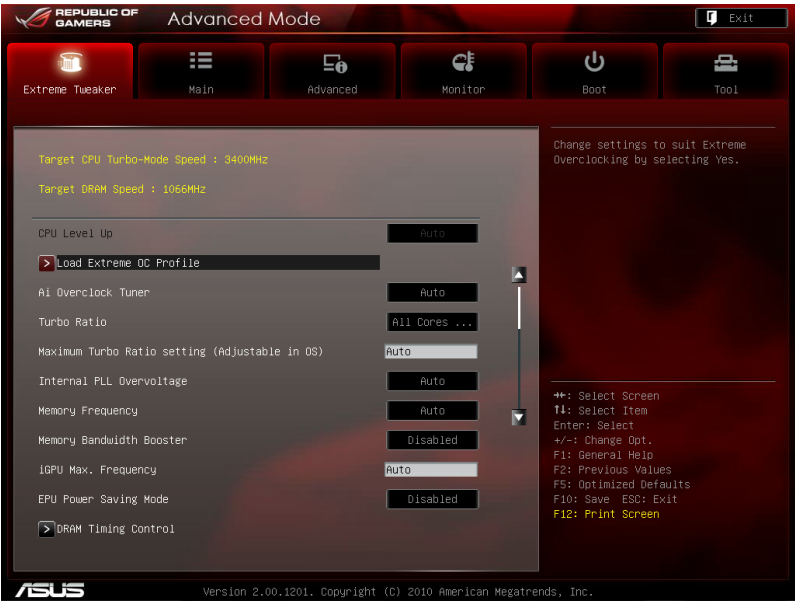 REPUBLIC OF
GAMERS
Advanced Mode
Exit
Extreme Tweaker
Main
Advanced
Monitor
Boot
Tool
Target CPU Turbo-Mode Speed : 3400MHz
Target DRAM Speed : 1066MHz
CPU Level Up Auto
> Load Extreme OC Profile
Ai Overclock Tuner Auto
Turbo Ratio All Cores ...
Maximum Turbo Ratio setting (Adjustable in OS) Auto
Internal PLL Overvoltage Auto
Memory Frequency Auto
Memory Bandwidth Booster Disabled
iGPU Max. Frequency Auto
EPU Power Saving Mode Disabled
> DRAM Timing Control
Change settings to suit Extreme
Overclocking by selecting Yes.
→←: Select Screen
↑↓: Select Item
Enter: Select
+/-: Change Opt.
F1: General Help
F2: Previous Values
F5: Optimized Defaults
F10: Save ESC: Exit
F12: Print Screen
ASUS
Version 2.00.1201. Copyright (C) 2010 American Megatrends, Inc.